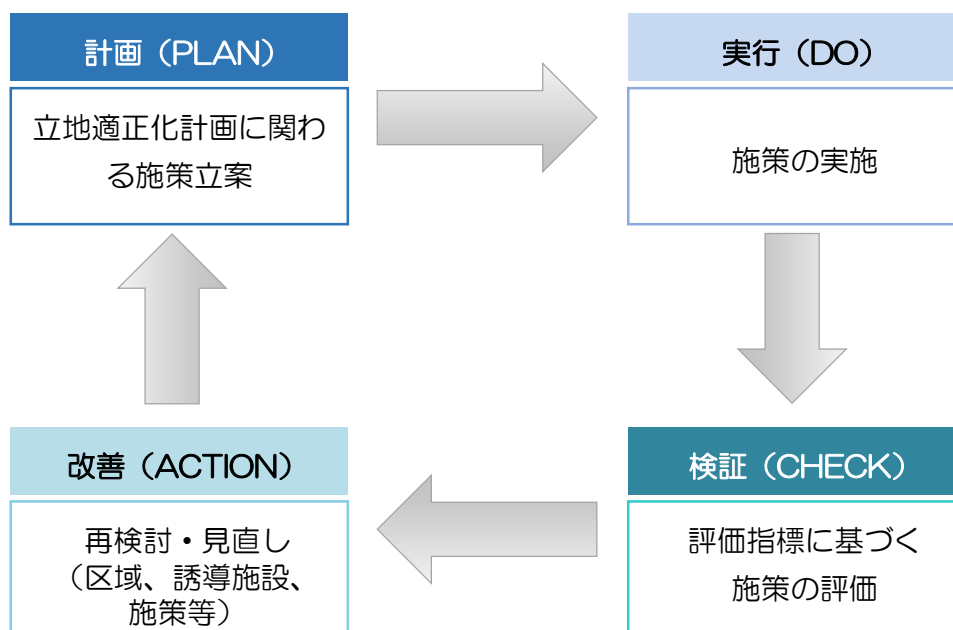 計画（PLAN）
立地適正化計画に関わ
る施策立案
実行（DO）
施策の実施
検証（CHECK）
評価指標に基づく
施策の評価
改善（ACTION）
再検討・見直し
（区域、誘導施設、
施策等）